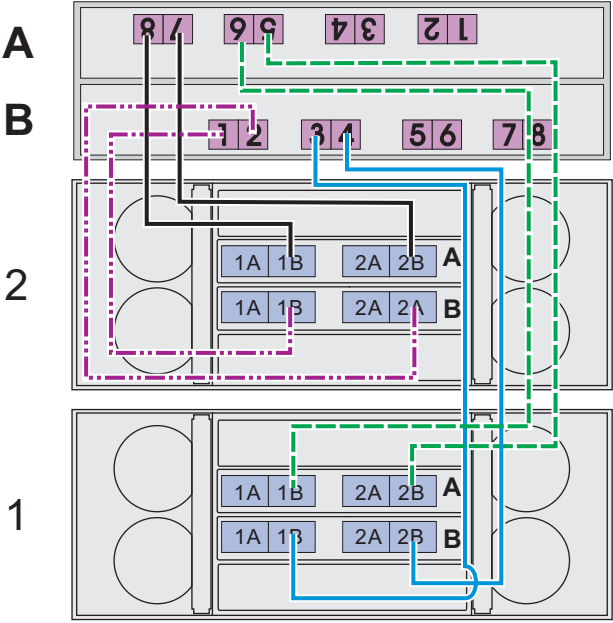 A
8 7 6 5 4 3 2 1
B
1 2 3 4 5 6 7 8
2
1A 1B 2A 2B A
1A 1B 2A 2A B
1
1A 1B 2A 2B A
1A 1B 2A 2B B